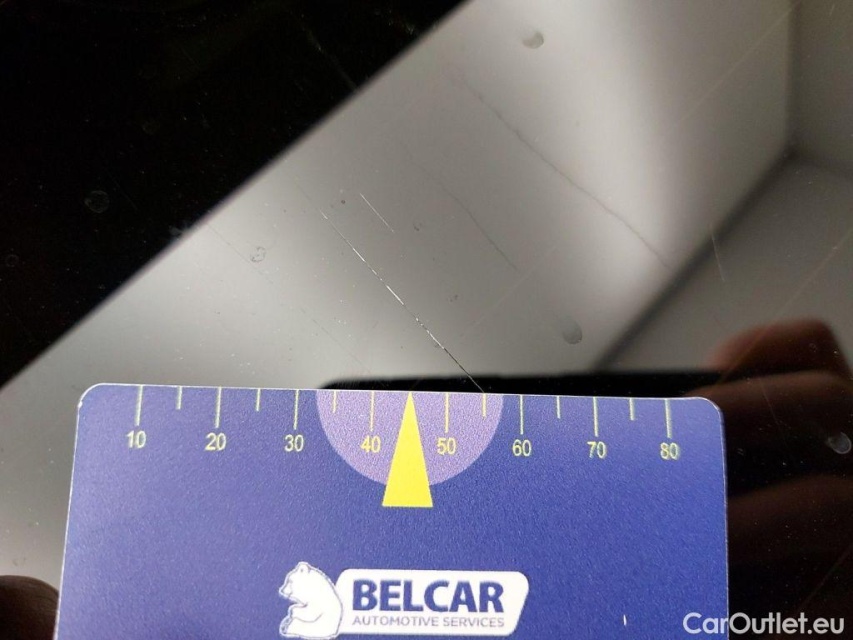 10 20 30 40 50 60 70 80
BELCAR
AUTOMOTIVE SERVICES
CarOutlet.eu